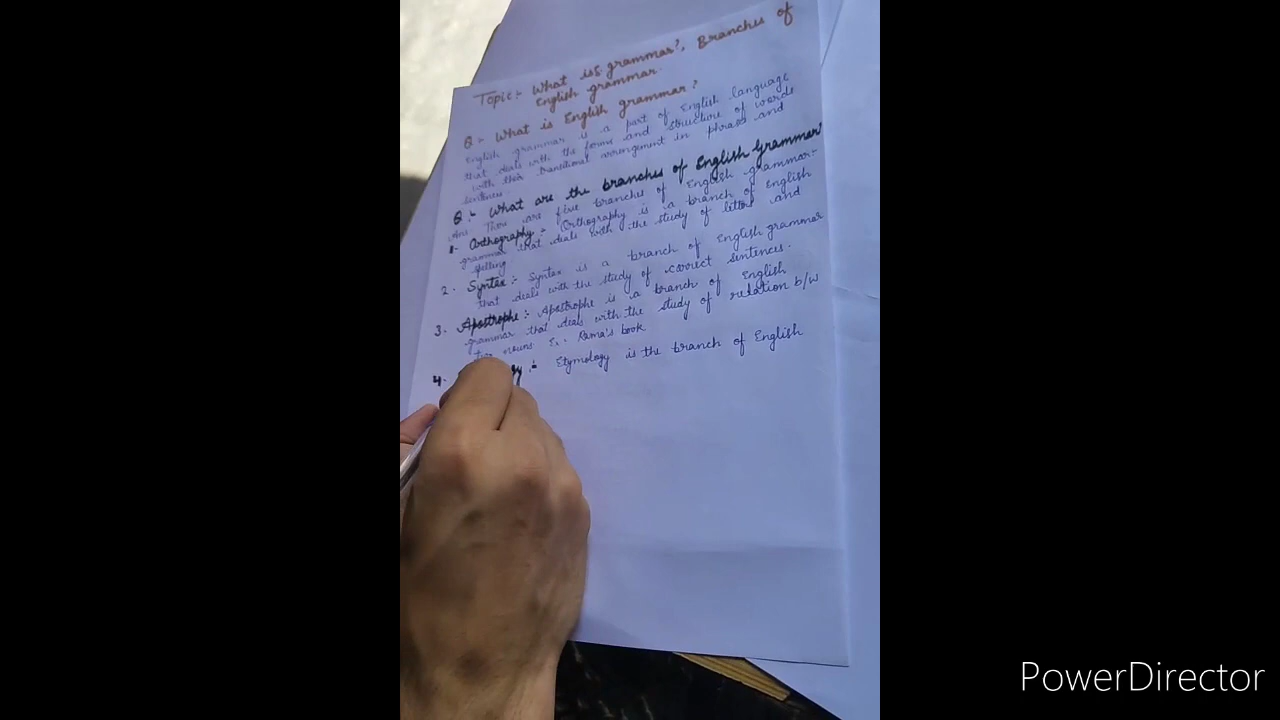 Topic:- What is grammar?, Branches of
English grammar.
Q:- What is English grammar?
English grammar is a part of English language
that deals with the forms and structure of words
with their transitional arrangement in phrases and
sentences.
Q:- What are the branches of English Grammar?
Ans. There are five branches of English grammar:-
1- Orthography:- Orthography is a branch of English
grammar that deals with the study of letters and
spelling
2- Syntax:- Syntax is a branch of English grammar
that deals with the study of correct sentences.
3- Apostrophe:- Apostrophe is a branch of English
grammar that deals with the study of relation b/w
two nouns Ex. Rama's book
4- :- Etymology is the branch of English
PowerDirector